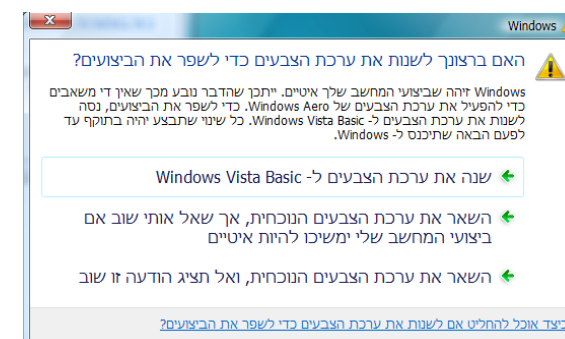 Windows
האם ברצונך לשנות את ערכת הצבעים כדי לשפר את הביצועים?
Windows זיהה שביצועי המחשב שלך איטיים. ייתכן שהדבר נובע מכך שאין די משאבים
כדי להפעיל את ערכת הצבעים של Windows Aero. כדי לשפר את הביצועים, נסה
לשנות את ערכת הצבעים ל- Windows Vista Basic. כל שינוי שתבצע יהיה בתוקף עד
לפעם הבאה שתיכנס ל- Windows.
שנה את ערכת הצבעים ל- Windows Vista Basic
השאר את ערכת הצבעים הנוכחית, אך שאל אותי שוב אם
ביצועי המחשב שלי ימשיכו להיות איטיים
השאר את ערכת הצבעים הנוכחית, ואל תציג הודעה זו שוב
כיצד אוכל להחליט אם לשנות את ערכת הצבעים כדי לשפר את הביצועים?